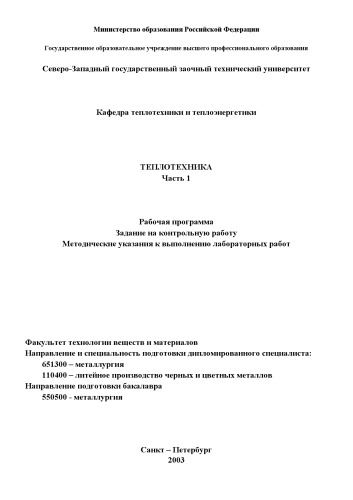 Министерство образования Российской Федерации
Государственное образовательное учреждение высшего профессионального образования
Северо-Западный государственный заочный технический университет
Кафедра теплотехники и теплоэнергетики
ТЕПЛОТЕХНИКА
Часть 1
Рабочая программа
Задание на контрольную работу
Методические указания к выполнению лабораторных работ
Факультет технологии веществ и материалов
Направление и специальность подготовки дипломированного специалиста:
651300 – металлургия
110400 – литейное производство черных и цветных металлов
Направление подготовки бакалавра
550500 - металлургия
Санкт – Петербург
2003